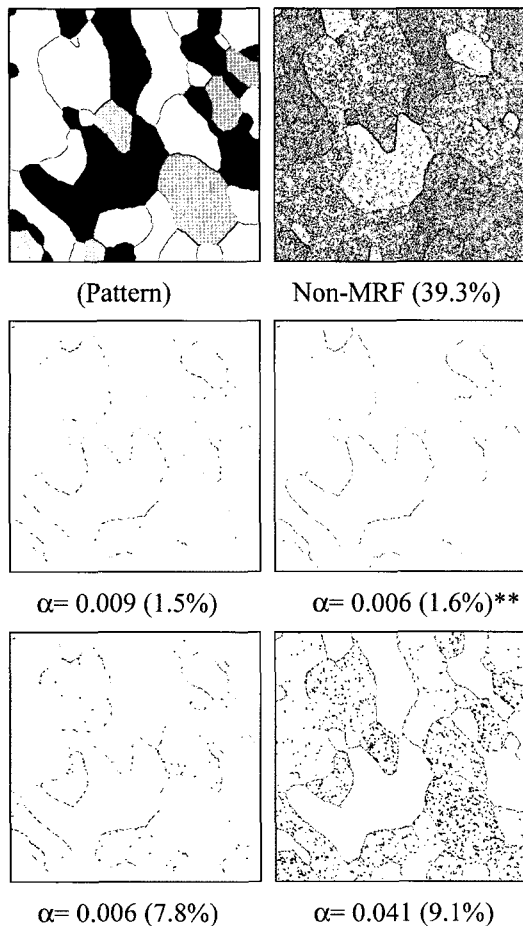 (Pattern)
Non-MRF (39.3%)
α= 0.009 (1.5%)
α= 0.006 (1.6%)**
α= 0.006 (7.8%)
α= 0.041 (9.1%)